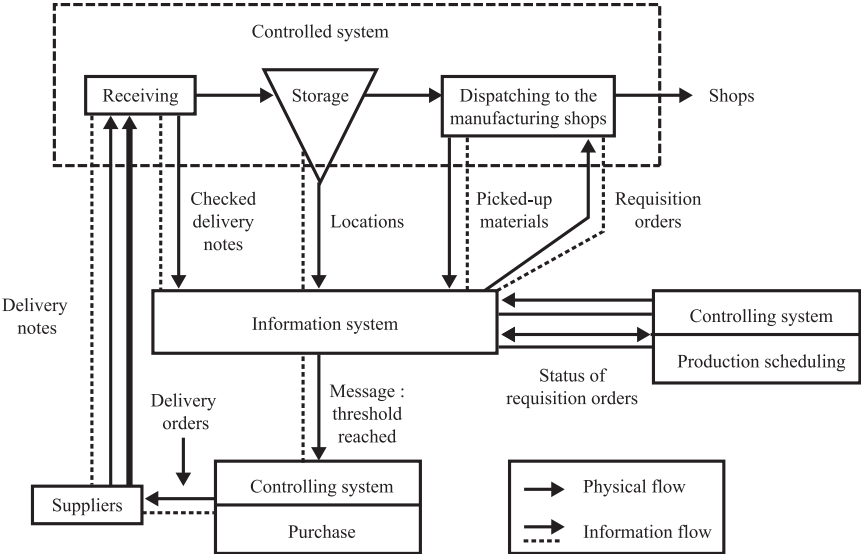 Controlled system
Receiving
Storage
Dispatching to the
manufacturing shops
Shops
Checked
delivery
notes
Locations
Picked-up
materials
Requisition
orders
Delivery
notes
Information system
Controlling system
Production scheduling
Status of
requisition orders
Message :
threshold
reached
Delivery
orders
Suppliers
Controlling system
Purchase
Physical flow
Information flow